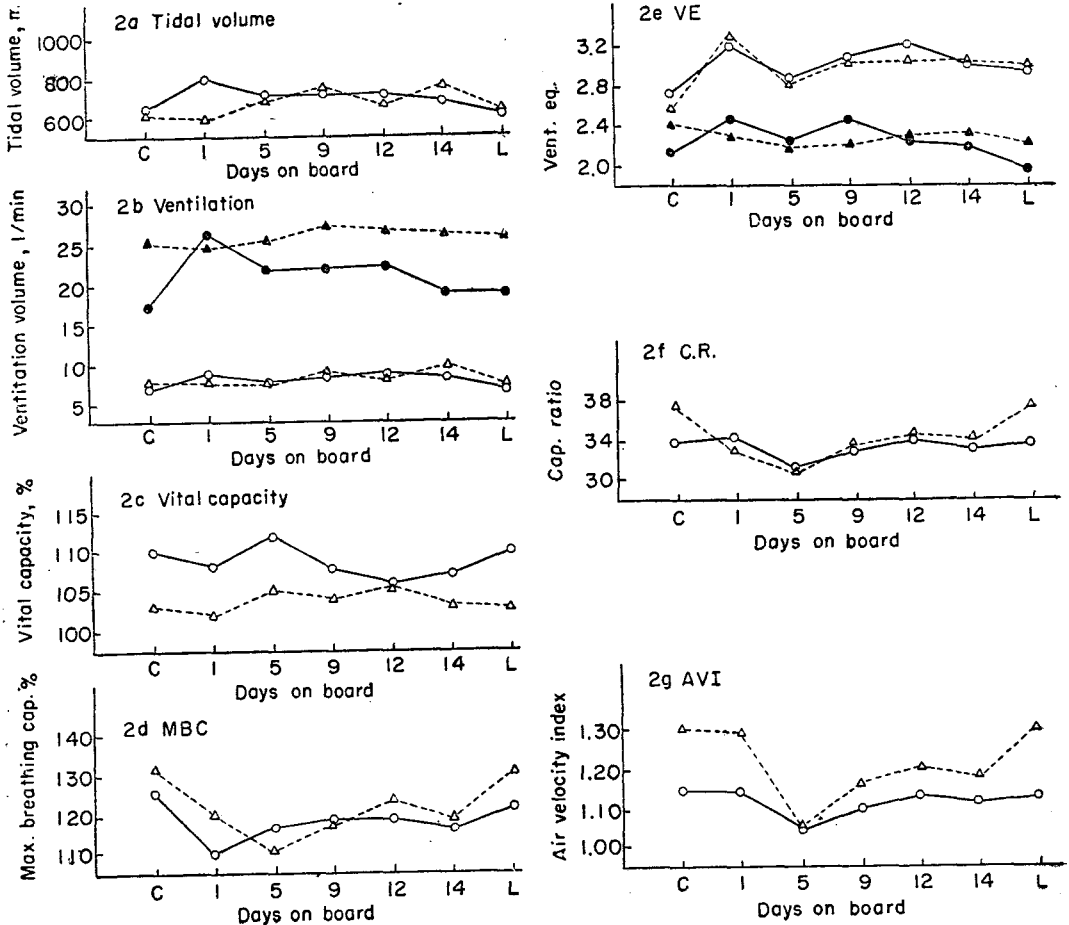 2a Tidal volume
Tidal volume, m
1000
800
600
C 1 5 9 12 14 L
Days on board
2b Ventilation
Ventitation volume, l/min
30
25
20
15
10
5
C 1 5 9 12 14 L
Days on board
2c Vital capacity
Vital capacity, %
115
110
105
100
C 1 5 9 12 14 L
Days on board
2d MBC
Max. breathing cap. %
140
130
120
110
C 1 5 9 12 14 L
Days on board
2e VE
Vent. eq.
3.2
2.8
2.4
2.0
C 1 5 9 12 14 L
Days on board
2f C.R.
Cap. ratio
38
34
30
C 1 5 9 12 14 L
Days on board
2g AVI
Air velocity index
1.30
1.20
1.10
1.00
C 1 5 9 12 14 L
Days on board